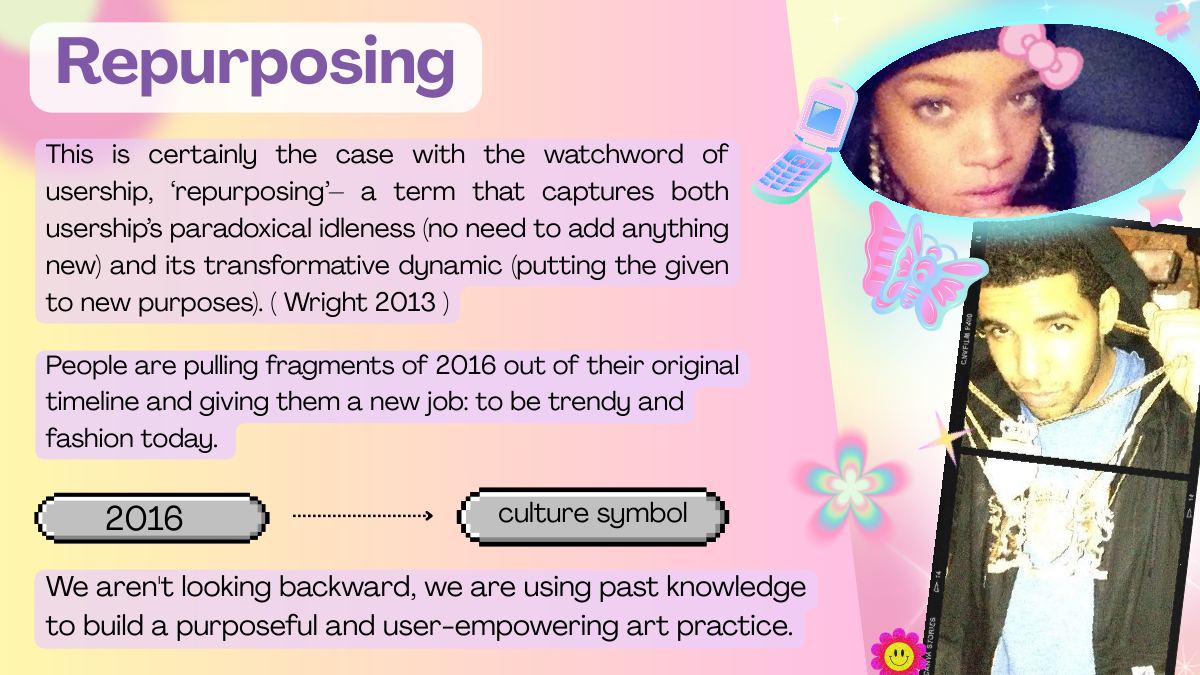 Repurposing
This is certainly the case with the watchword of
usership, ‘repurposing’— a term that captures both
usership’s paradoxical idleness (no need to add anything
new) and its transformative dynamic (putting the given
to new purposes). ( Wright 2013 )
People are pulling fragments of 2016 out of their original
timeline and giving them a new job: to be trendy and
fashion today.
2016
culture symbol
We aren't looking backward, we are using past knowledge
to build a purposeful and user-empowering art practice.
14
14